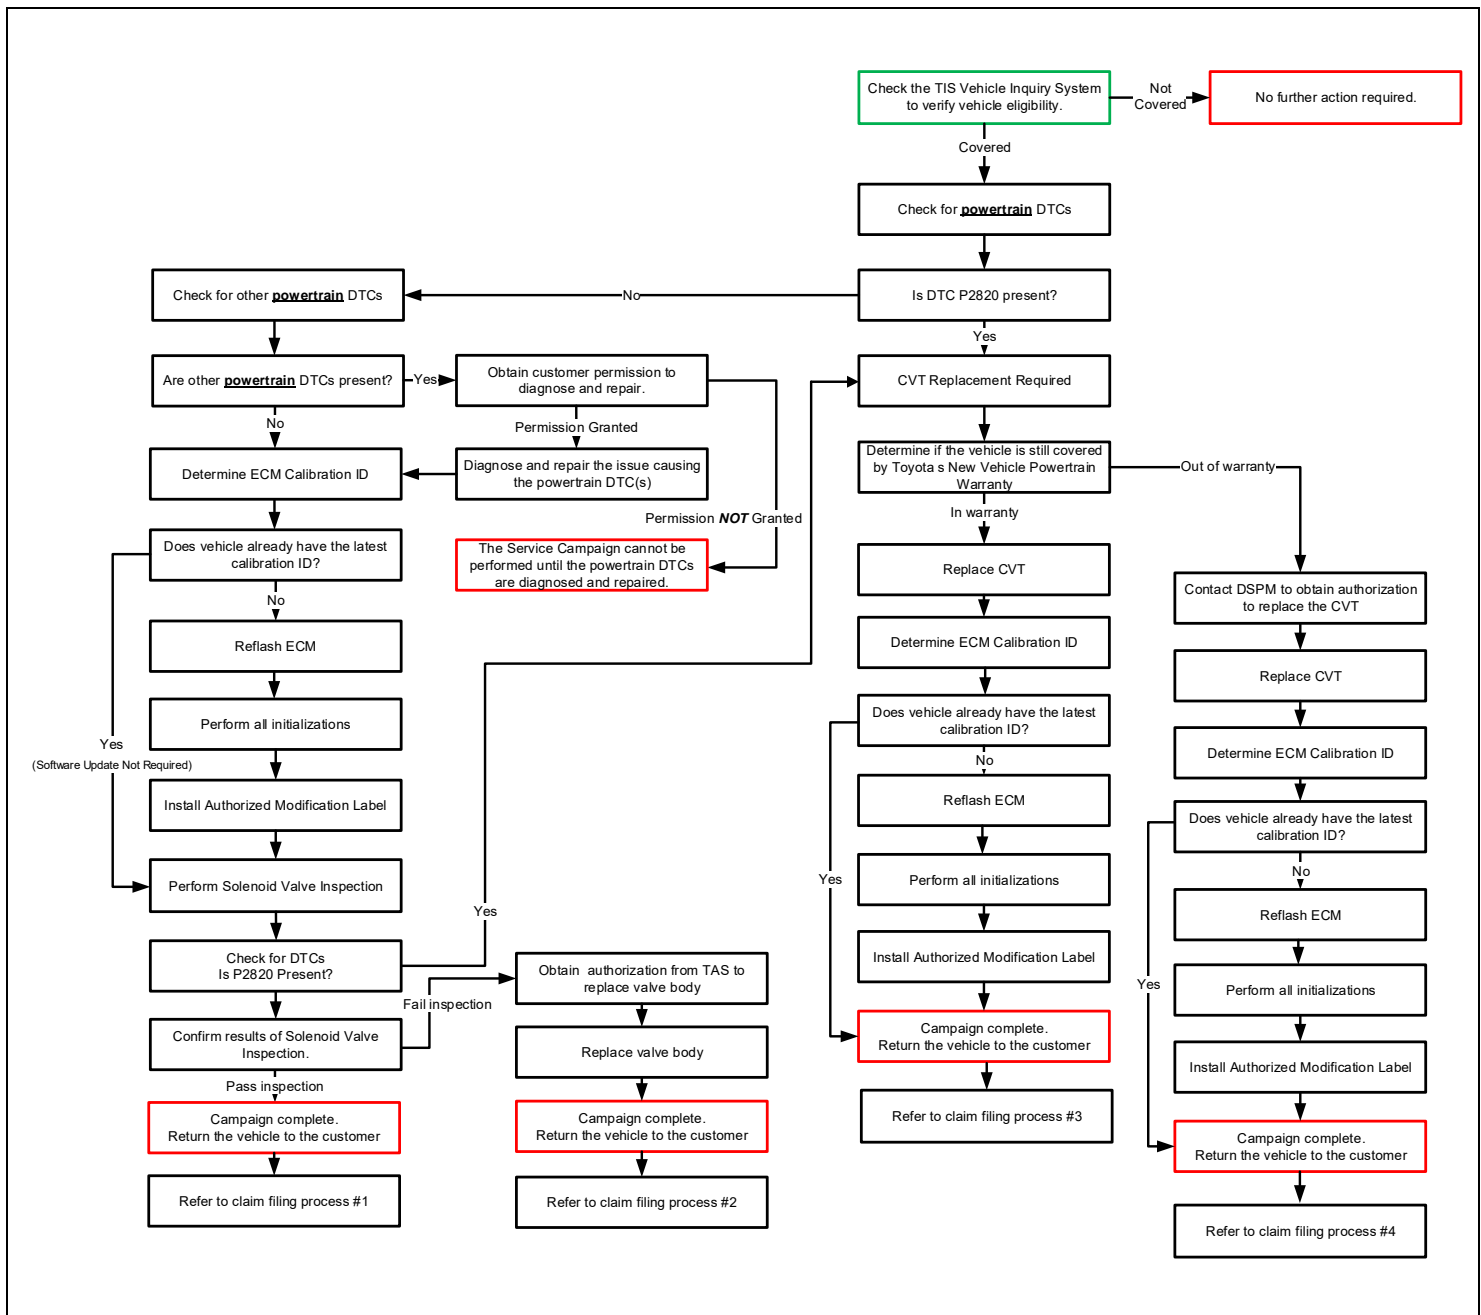 Check the TIS Vehicle Inquiry System
to verify vehicle eligibility.
Not
Covered
No further action required.
Covered
Check for powertrain DTCs
Is DTC P2820 present?
No
Check for other powertrain DTCs
Are other powertrain DTCs present?
Yes
Obtain customer permission to
diagnose and repair.
Permission Granted
No
Diagnose and repair the issue causing
the powertrain DTC(s)
Permission NOT Granted
The Service Campaign cannot be
performed until the powertrain DTCs
are diagnosed and repaired.
Determine ECM Calibration ID
Does vehicle already have the latest
calibration ID?
No
Yes
(Software Update Not Required)
Reflash ECM
Perform all initializations
Install Authorized Modification Label
Perform Solenoid Valve Inspection
Check for DTCs
Is P2820 Present?
Yes
Confirm results of Solenoid Valve
Inspection.
Fail inspection
Pass inspection
Campaign complete.
Return the vehicle to the customer
Refer to claim filing process #1
Obtain authorization from TAS to
replace valve body
Replace valve body
Campaign complete.
Return the vehicle to the customer
Refer to claim filing process #2
Yes
CVT Replacement Required
Determine if the vehicle is still covered
by Toyota s New Vehicle Powertrain
Warranty
In warranty
Replace CVT
Determine ECM Calibration ID
Does vehicle already have the latest
calibration ID?
No
Yes
Reflash ECM
Perform all initializations
Install Authorized Modification Label
Campaign complete.
Return the vehicle to the customer
Refer to claim filing process #3
Out of warranty
Contact DSPM to obtain authorization
to replace the CVT
Replace CVT
Determine ECM Calibration ID
Does vehicle already have the latest
calibration ID?
No
Yes
Reflash ECM
Perform all initializations
Install Authorized Modification Label
Campaign complete.
Return the vehicle to the customer
Refer to claim filing process #4